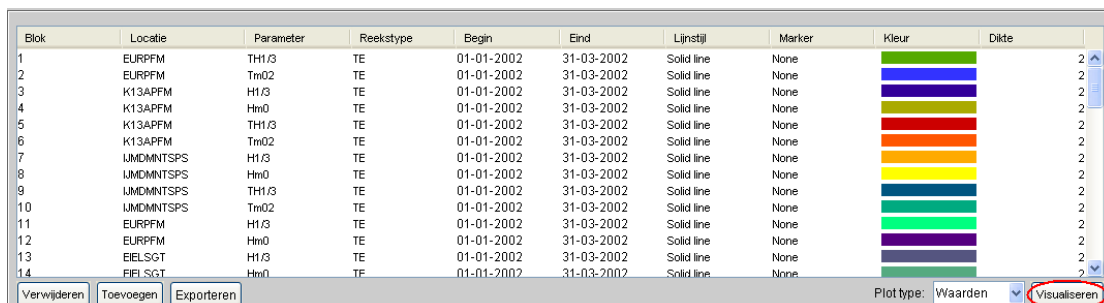 Blok Locatie Parameter Reekstype Begin Eind Lijnstijl Marker Kleur Dikte
1 EURPFM TH1/3 TE 01-01-2002 31-03-2002 Solid line None 2
2 EURPFM Tm02 TE 01-01-2002 31-03-2002 Solid line None 2
3 K13APFM H1/3 TE 01-01-2002 31-03-2002 Solid line None 2
4 K13APFM Hm0 TE 01-01-2002 31-03-2002 Solid line None 2
5 K13APFM TH1/3 TE 01-01-2002 31-03-2002 Solid line None 2
6 K13APFM Tm02 TE 01-01-2002 31-03-2002 Solid line None 2
7 IJMDMNTSPS H1/3 TE 01-01-2002 31-03-2002 Solid line None 2
8 IJMDMNTSPS Hm0 TE 01-01-2002 31-03-2002 Solid line None 2
9 IJMDMNTSPS TH1/3 TE 01-01-2002 31-03-2002 Solid line None 2
10 IJMDMNTSPS Tm02 TE 01-01-2002 31-03-2002 Solid line None 2
11 EURPFM H1/3 TE 01-01-2002 31-03-2002 Solid line None 2
12 EURPFM Hm0 TE 01-01-2002 31-03-2002 Solid line None 2
13 EIELSGT H1/3 TE 01-01-2002 31-03-2002 Solid line None 2
14 EIELSGT Hm0 TE 01-01-2002 31-03-2002 Solid line None 2
Verwijderen Toevoegen Exporteren Plot type: Waarden Visualiseren